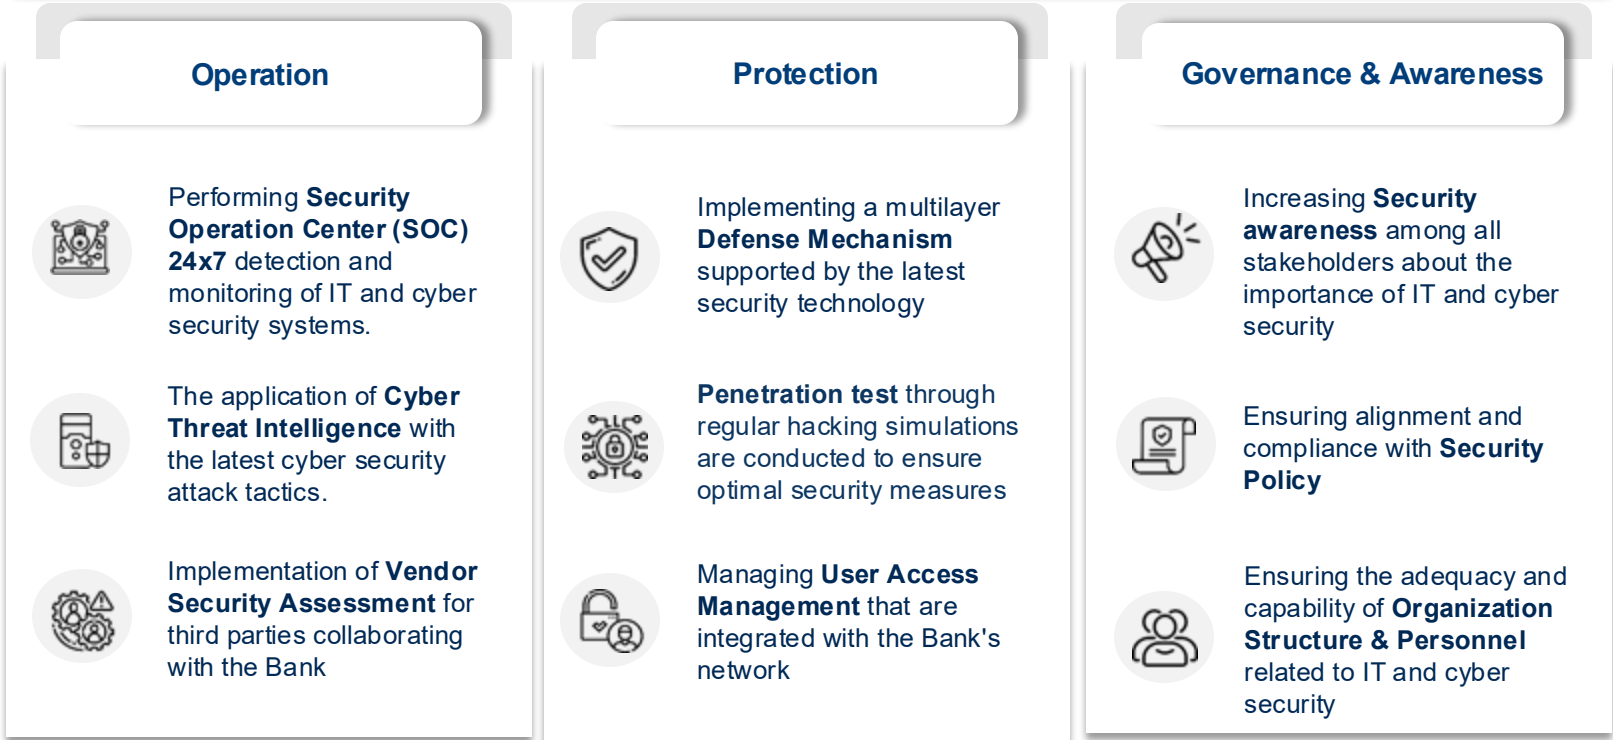 Operation
Performing Security
Operation Center (SOC)
24x7 detection and
monitoring of IT and cyber
security systems.
The application of Cyber
Threat Intelligence with
the latest cyber security
attack tactics.
Implementation of Vendor
Security Assessment for
third parties collaborating
with the Bank
Protection
Implementing a multilayer
Defense Mechanism
supported by the latest
security technology
Penetration test through
regular hacking simulations
are conducted to ensure
optimal security measures
Managing User Access
Management that are
integrated with the Bank's
network
Governance & Awareness
Increasing Security
awareness among all
stakeholders about the
importance of IT and cyber
security
Ensuring alignment and
compliance with Security
Policy
Ensuring the adequacy and
capability of Organization
Structure & Personnel
related to IT and cyber
security